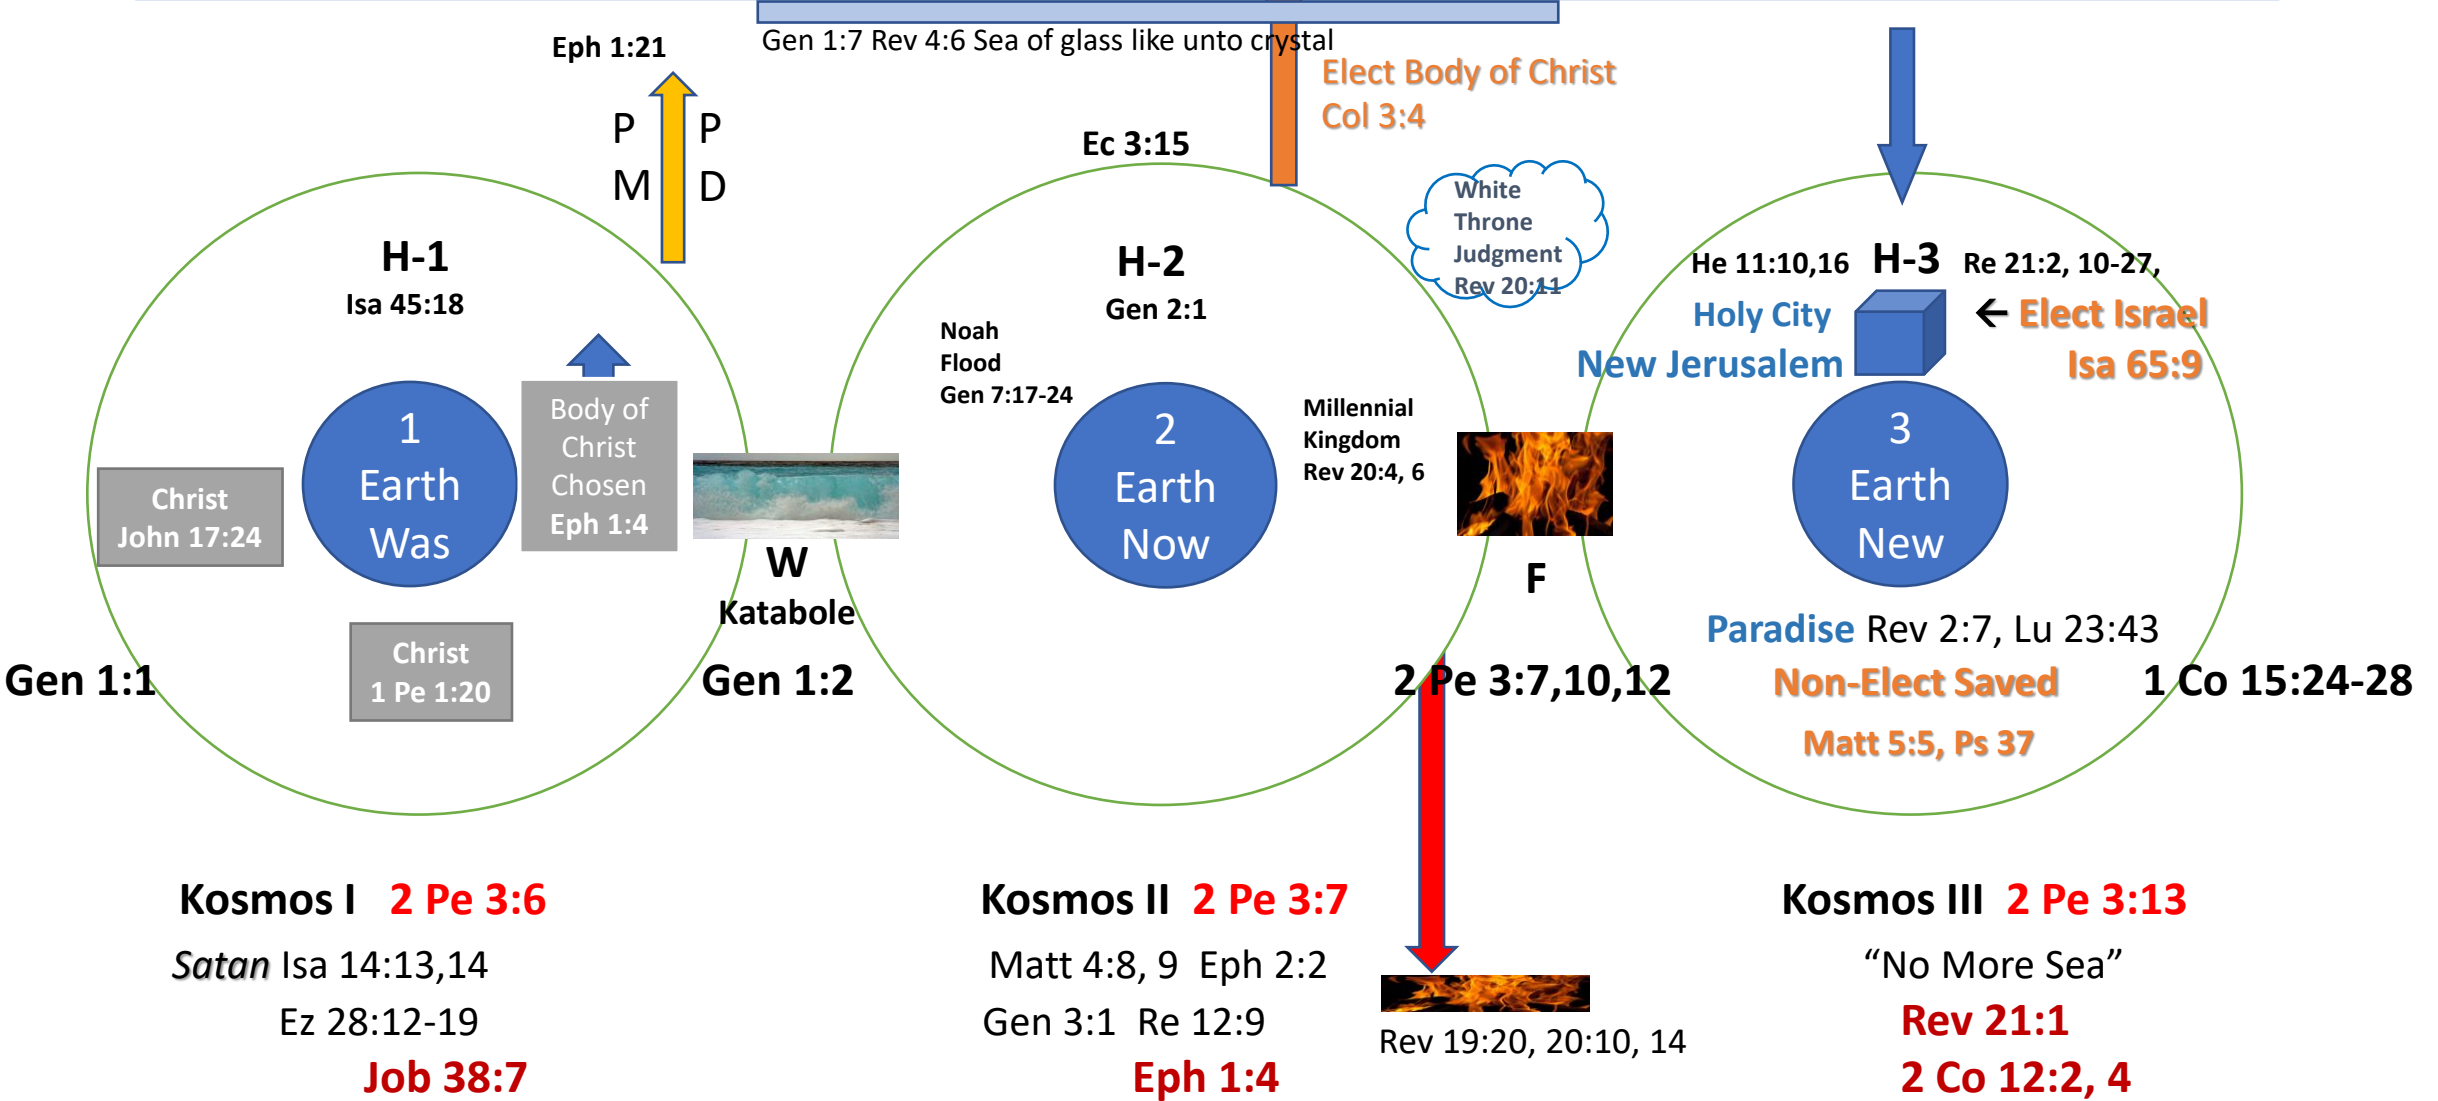 Gen 1:7 Rev 4:6 Sea of glass like unto crystal
Eph 1:21
P P
M D
Elect Body of Christ
Col 3:4
Ec 3:15
White
Throne
Judgment
Rev 20:11
H-1
Isa 45:18
H-2
Gen 2:1
He 11:10,16 H-3 Re 21:2, 10-27,
Holy City
New Jerusalem
← Elect Israel
Isa 65:9
Noah
Flood
Gen 7:17-24
Millennial
Kingdom
Rev 20:4, 6
Christ
John 17:24
1
Earth
Was
Body of
Christ
Chosen
Eph 1:4
2
Earth
Now
3
Earth
New
W
Katabole
F
Christ
1 Pe 1:20
Paradise Rev 2:7, Lu 23:43
Non-Elect Saved
Matt 5:5, Ps 37
Gen 1:1
Gen 1:2
2 Pe 3:7,10,12
1 Co 15:24-28
Kosmos I 2 Pe 3:6
Satan Isa 14:13,14
Ez 28:12-19
Job 38:7
Kosmos II 2 Pe 3:7
Matt 4:8, 9 Eph 2:2
Gen 3:1 Re 12:9
Eph 1:4
Rev 19:20, 20:10, 14
Kosmos III 2 Pe 3:13
“No More Sea”
Rev 21:1
2 Co 12:2, 4